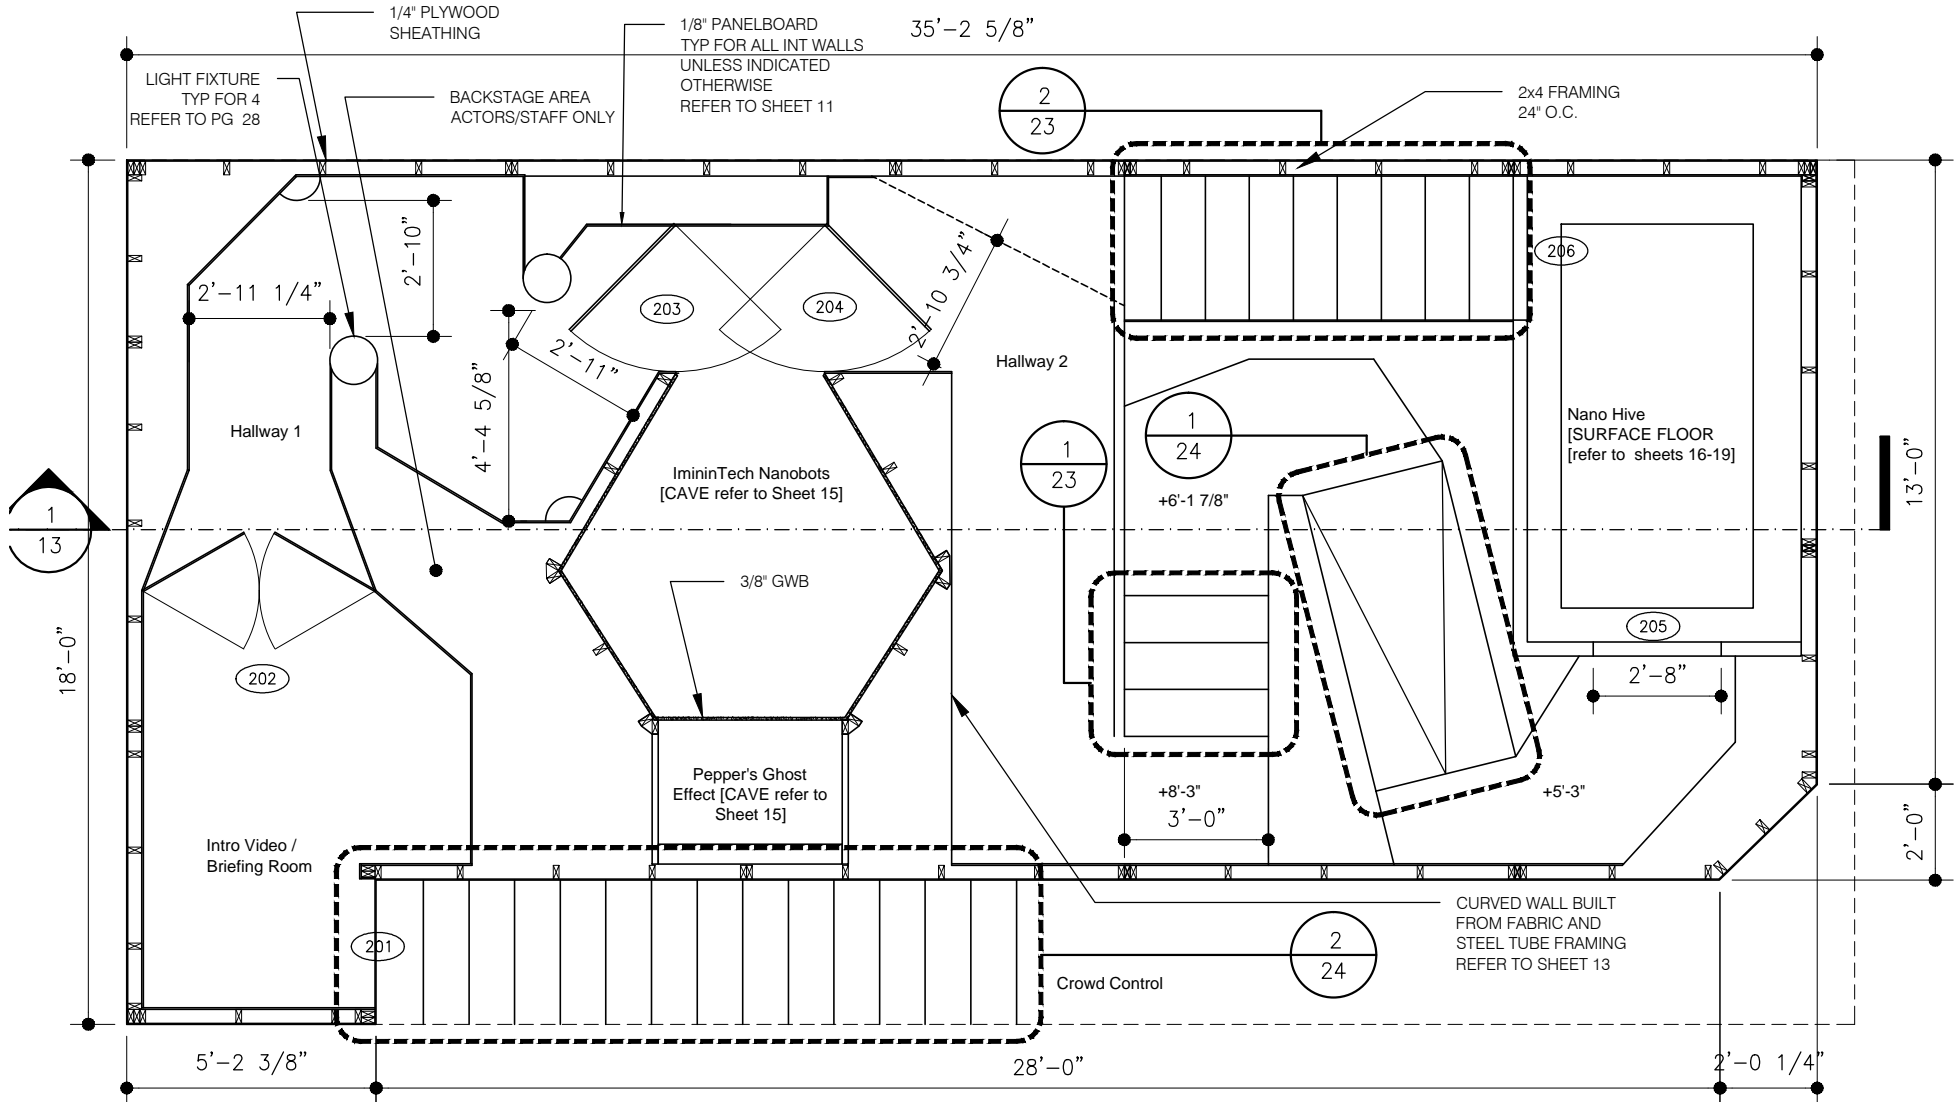 1/4" PLYWOOD
SHEATHING
1/8" PANELBOARD
TYP FOR ALL INT WALLS
UNLESS INDICATED
OTHERWISE
REFER TO SHEET 11
35'-2 5/8"
LIGHT FIXTURE
TYP FOR 4
REFER TO PG 28
BACKSTAGE AREA
ACTORS/STAFF ONLY
2
23
2x4 FRAMING
24" O.C.
2'-10"
2'-11 1/4"
203
204
2'-10 3/4"
206
2'-11"
4'-4 5/8"
Hallway 1
Hallway 2
1
23
1
24
Nano Hive
[SURFACE FLOOR
[refer to sheets 16-19]
13'-0"
ImininTech Nanobots
[CAVE refer to Sheet 15]
+6'-1 7/8"
1
13
3/8" GWB
18'-0"
202
205
2'-8"
Pepper's Ghost
Effect [CAVE refer to
Sheet 15]
+8'-3"
3'-0"
+5'-3"
2'-0"
Intro Video /
Briefing Room
201
CURVED WALL BUILT
FROM FABRIC AND
STEEL TUBE FRAMING
REFER TO SHEET 13
2
24
Crowd Control
5'-2 3/8"
28'-0"
2'-0 1/4"